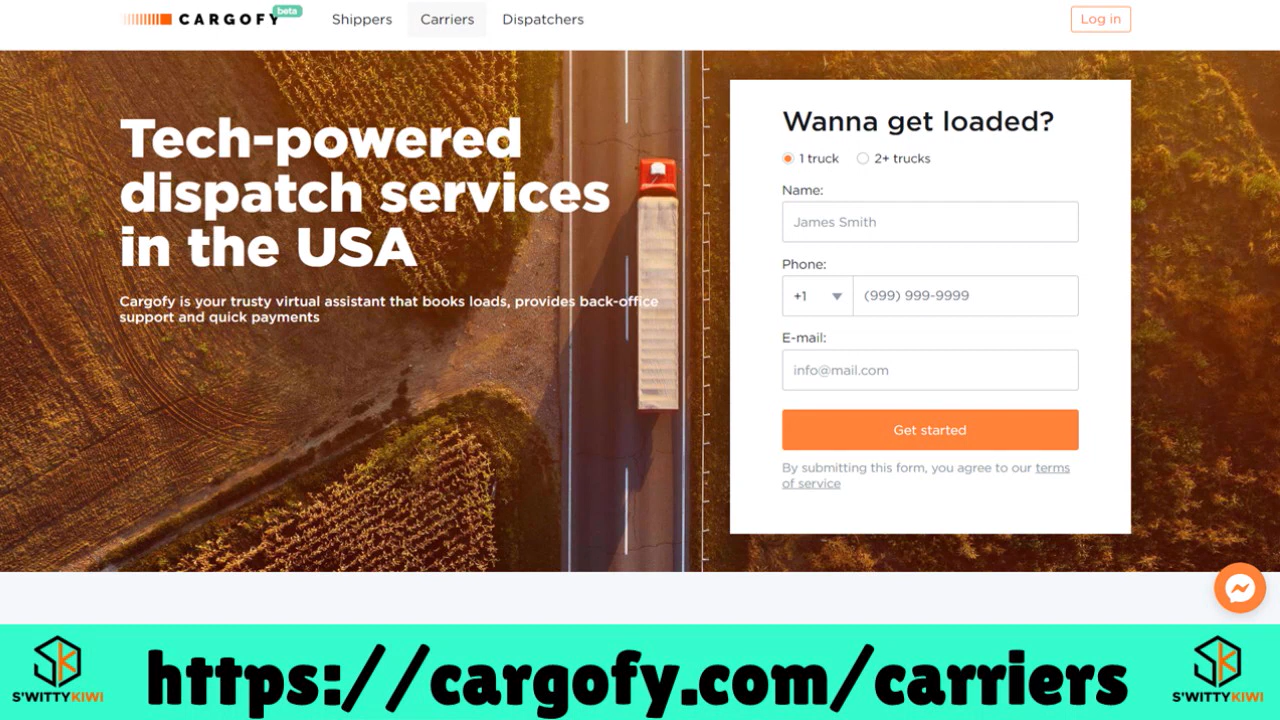 CARGOFY beta
Shippers
Carriers
Dispatchers
Log in
Tech-powered
dispatch services
in the USA
Cargofy is your trusty virtual assistant that books loads, provides back-office
support and quick payments
Wanna get loaded?
1 truck
2+ trucks
Name:
James Smith
Phone:
+1
(999) 999-9999
E-mail:
info@mail.com
Get started
By submitting this form, you agree to our terms
of service
SK
S'WITTYKIWI
https://cargofy.com/carriers
SK
S'WITTYKIWI